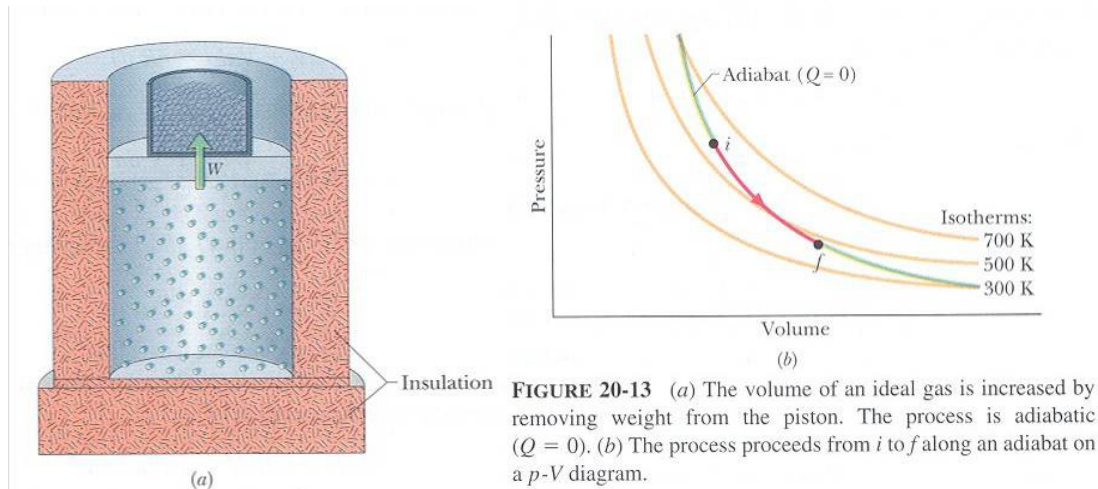 W
Insulation
(a)
Adiabat (Q = 0)
i
f
Pressure
Isotherms:
700 K
500 K
300 K
Volume
(b)
FIGURE 20-13 (a) The volume of an ideal gas is increased by
removing weight from the piston. The process is adiabatic
(Q = 0). (b) The process proceeds from i to f along an adiabat on
a p-V diagram.